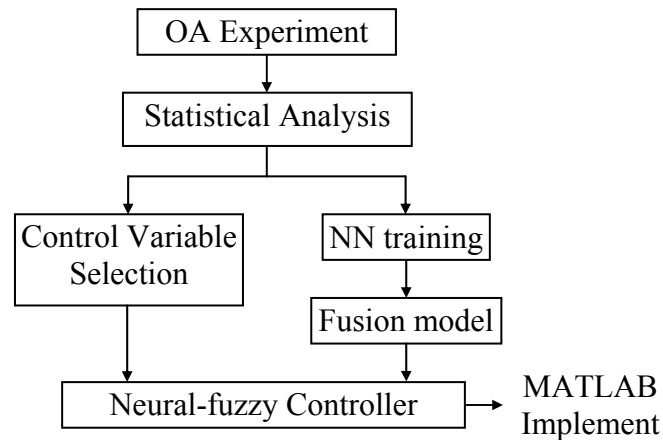 OA Experiment
Statistical Analysis
Control Variable
Selection
NN training
Fusion model
Neural-fuzzy Controller
MATLAB
Implement